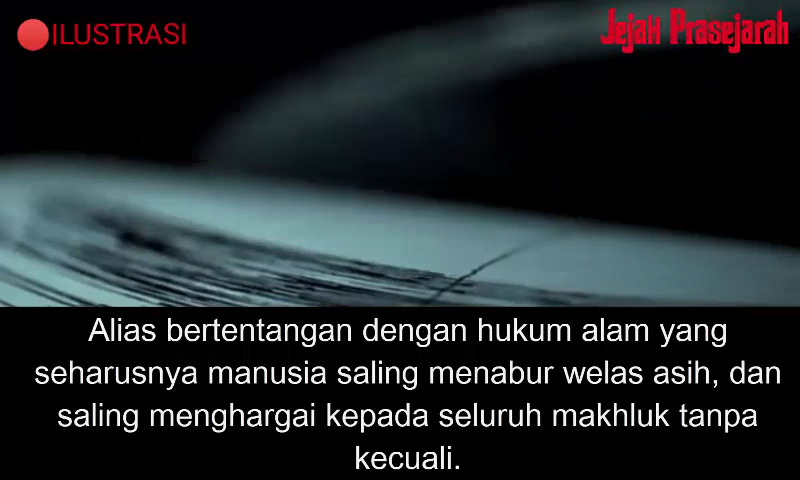 ILUSTRASI
Jejak Prasejarah
Alias bertentangan dengan hukum alam yang
seharusnya manusia saling menabur welas asih, dan
saling menghargai kepada seluruh makhluk tanpa
kecuali.